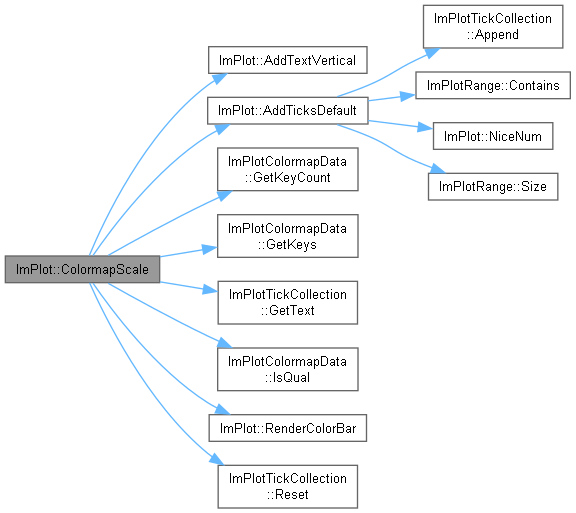 ImPlot::ColormapScale
ImPlot::AddTextVertical
ImPlot::AddTicksDefault
ImPlotColormapData
::GetKeyCount
ImPlotColormapData
::GetKeys
ImPlotTickCollection
::GetText
ImPlotColormapData
::IsQual
ImPlot::RenderColorBar
ImPlotTickCollection
::Reset
ImPlotTickCollection
::Append
ImPlotRange::Contains
ImPlot::NiceNum
ImPlotRange::Size